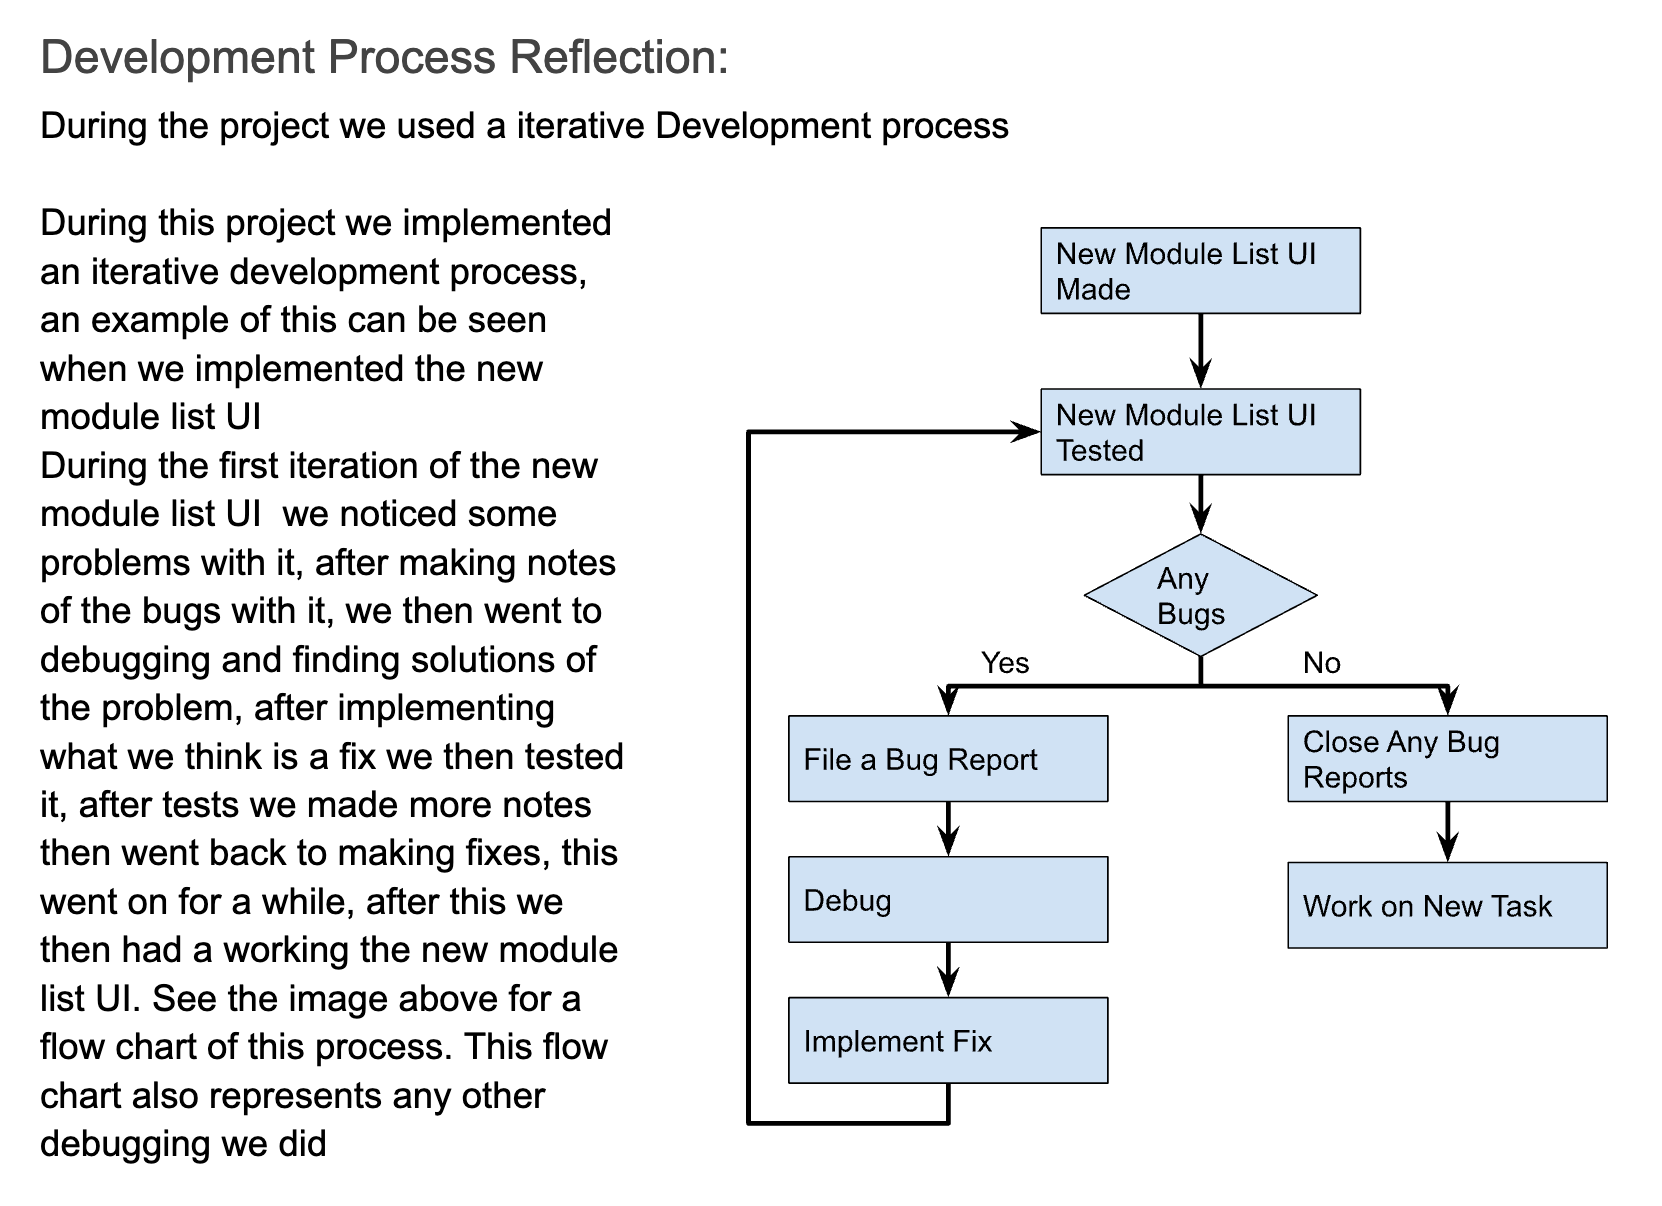 Development Process Reflection:
During the project we used a iterative Development process
During this project we implemented
an iterative development process,
an example of this can be seen
when we implemented the new
module list UI
During the first iteration of the new
module list UI  we noticed some
problems with it, after making notes
of the bugs with it, we then went to
debugging and finding solutions of
the problem, after implementing
what we think is a fix we then tested
it, after tests we made more notes
then went back to making fixes, this
went on for a while, after this we
then had a working the new module
list UI. See the image above for a
flow chart of this process. This flow
chart also represents any other
debugging we did
New Module List UI
Made
New Module List UI
Tested
Any
Bugs
Yes
No
File a Bug Report
Close Any Bug
Reports
Debug
Work on New Task
Implement Fix